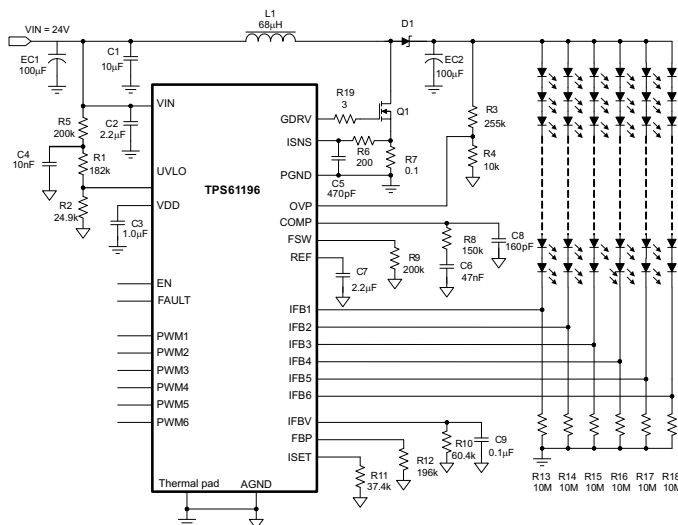 VIN = 24V
L1
68μH
D1
EC1
100μF
C1
10μF
EC2
100μF
R5
200k
C2
2.2μF
C4
10nF
R1
182k
R2
24.9k
C3
1.0μF
VIN
UVLO
VDD
EN
FAULT
PWM1
PWM2
PWM3
PWM4
PWM5
PWM6
Thermal pad
AGND
TPS61196
GDRV
ISNS
PGND
OVP
COMP
FSW
REF
IFB1
IFB2
IFB3
IFB4
IFB5
IFB6
IFBV
FBP
ISET
R19
3
Q1
R6
200
R7
0.1
C5
470pF
R3
255k
R4
10k
R8
150k
C8
160pF
R9
200k
C6
47nF
C7
2.2μF
R10
60.4k
C9
0.1μF
R12
196k
R11
37.4k
R13 R14 R15 R16 R17 R18
10M 10M 10M 10M 10M 10M